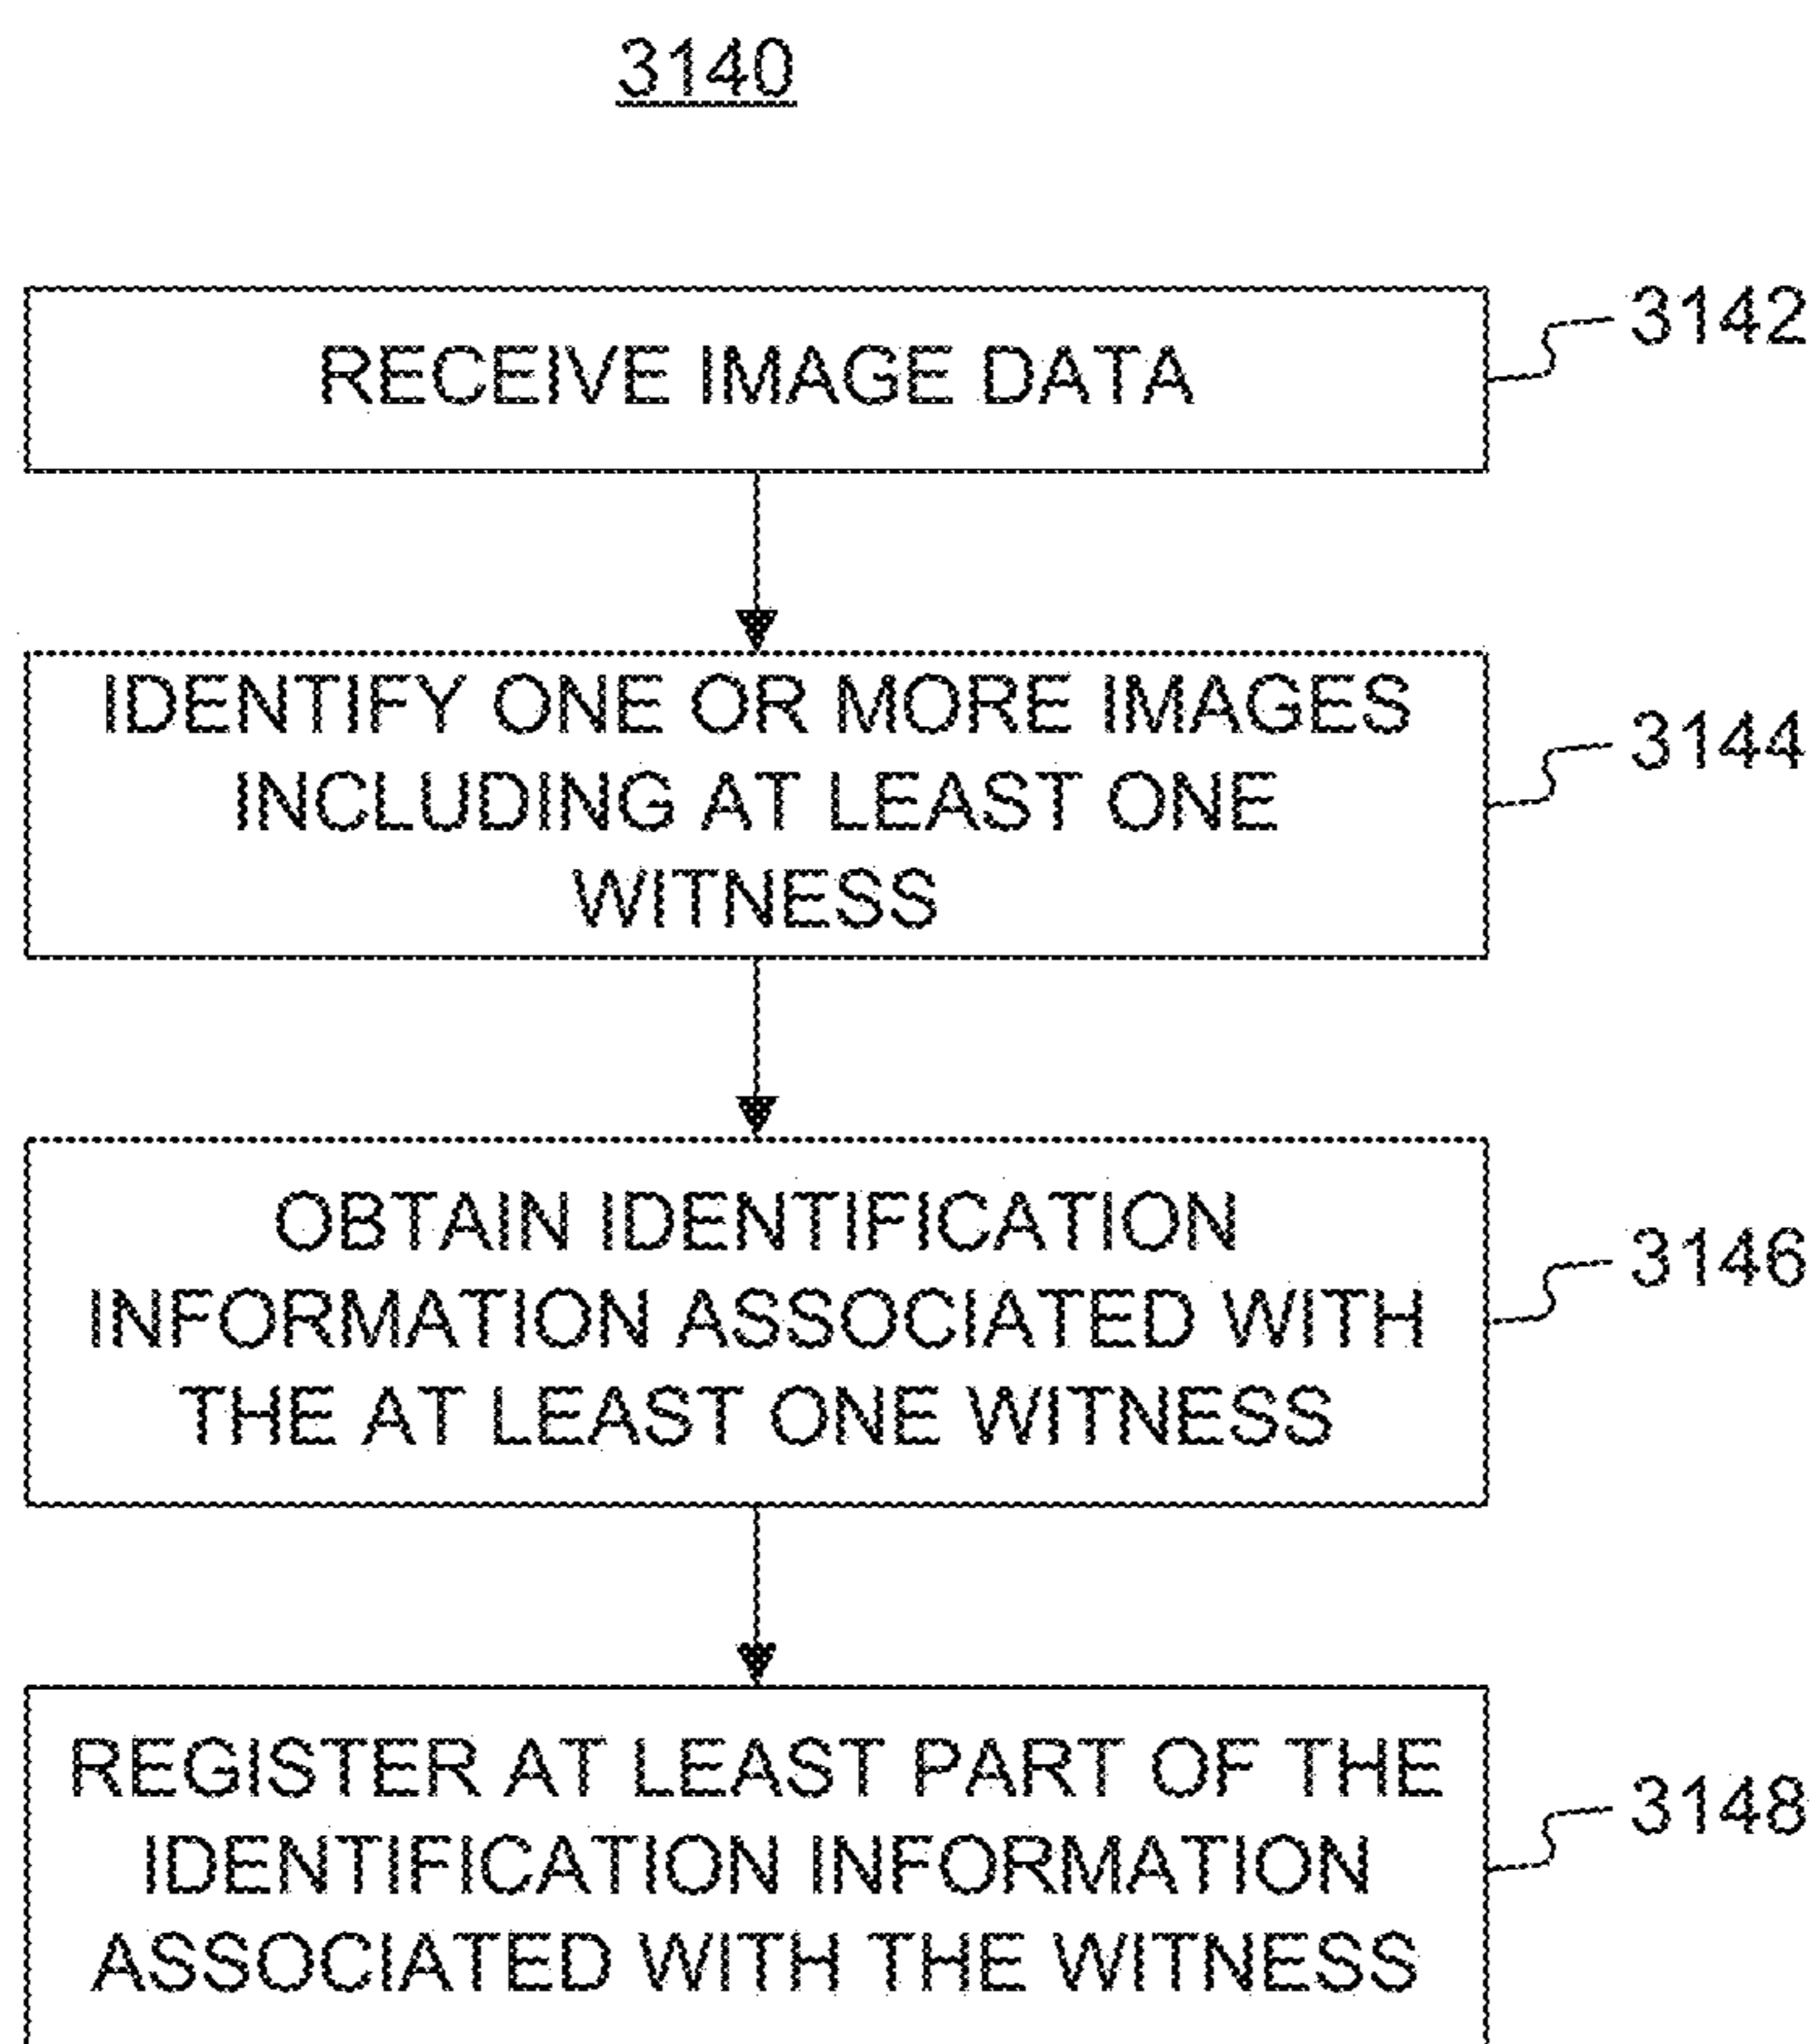 3140
RECEIVE IMAGE DATA
3142
IDENTIFY ONE OR MORE IMAGES
INCLUDING AT LEAST ONE
WITNESS
3144
OBTAIN IDENTIFICATION
INFORMATION ASSOCIATED WITH
THE AT LEAST ONE WITNESS
3146
REGISTER AT LEAST PART OF THE
IDENTIFICATION INFORMATION
ASSOCIATED WITH THE WITNESS
3148